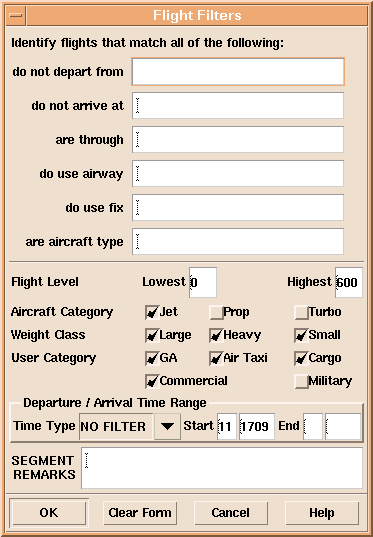 Flight Filters
Identify flights that match all of the following:
do not depart from
do not arrive at
are through
do use airway
do use fix
are aircraft type
Flight Level Lowest 0 Highest 600
Aircraft Category Jet Prop Turbo
Weight Class Large Heavy Small
User Category GA Air Taxi Cargo
Commercial Military
Departure / Arrival Time Range
Time Type NO FILTER Start 11 1709 End
SEGMENT
REMARKS
OK Clear Form Cancel Help